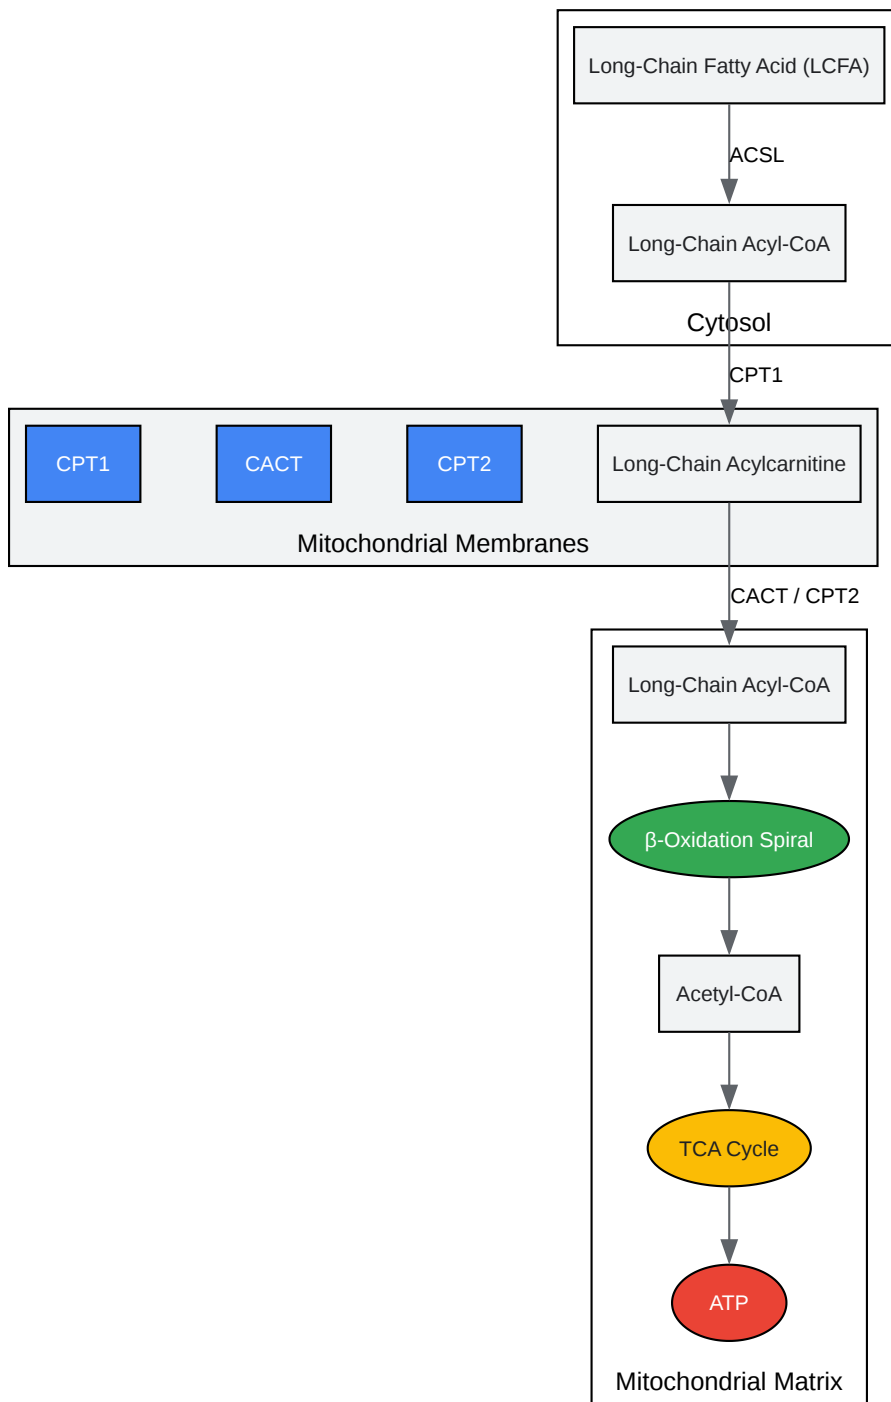 Long-Chain Fatty Acid (LCFA)
ACSL
Long-Chain Acyl-CoA
Cytosol
CPT1
CPT1
CACT
CPT2
Long-Chain Acylcarnitine
Mitochondrial Membranes
CACT / CPT2
Long-Chain Acyl-CoA
β-Oxidation Spiral
Acetyl-CoA
TCA Cycle
ATP
Mitochondrial Matrix